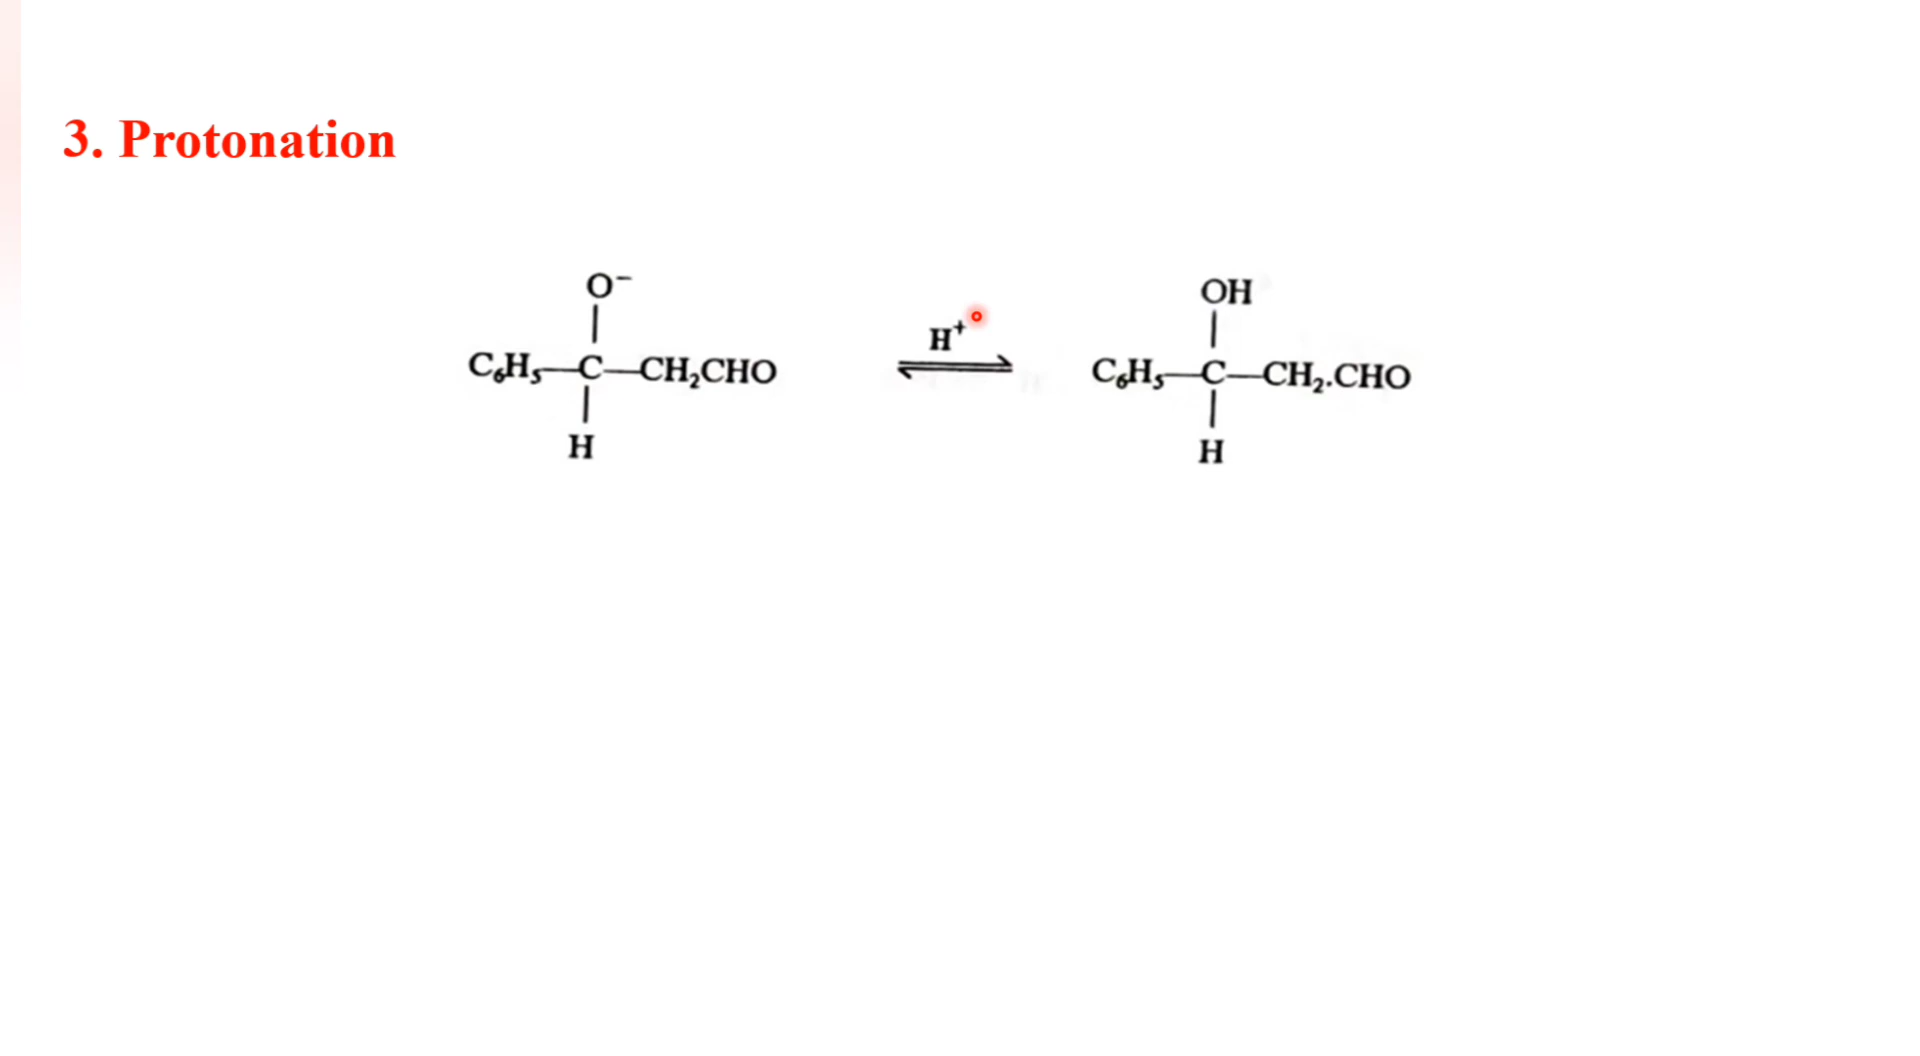 3. Protonation
O⁻
OH
H⁺
C₆H₅—C—CH₂CHO
C₆H₅—C—CH₂.CHO
H
H